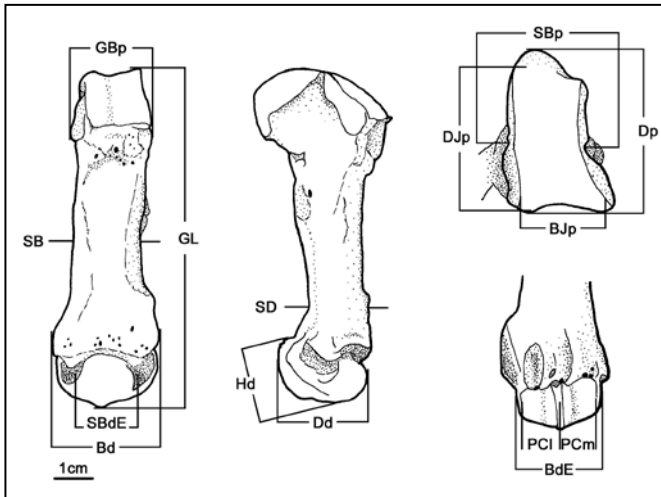 GBp
SB
GL
SBdE
Bd
1cm
SD
Hd
Dd
SBp
DJp
Dp
BJp
PCl PCm
BdE